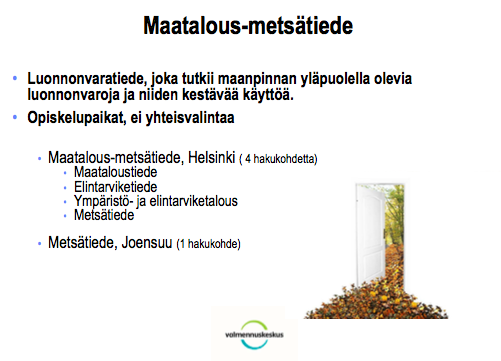 Maatalous-metsätiede
• Luonnonvaratiede, joka tutkii maanpinnan yläpuolella olevia
luonnonvaroja ja niiden kestävää käyttöä.
• Opiskelupaikat, ei yhteisvalintaa
• Maatalous-metsätiede, Helsinki ( 4 hakukohdetta)
• Maataloustiede
• Elintarviketiede
• Ympäristö- ja elintarviketalous
• Metsätiede
• Metsätiede, Joensuu (1 hakukohde)
valmennuskeskus